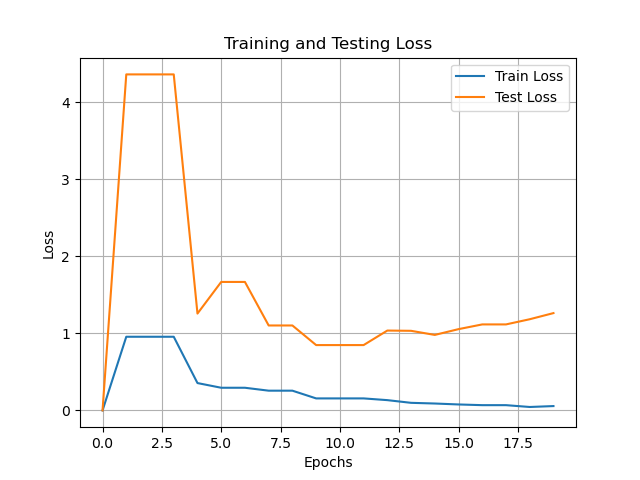 Training and Testing Loss
Train Loss
Test Loss
4
3
2
1
0
Loss
0.0 2.5 5.0 7.5 10.0 12.5 15.0 17.5
Epochs